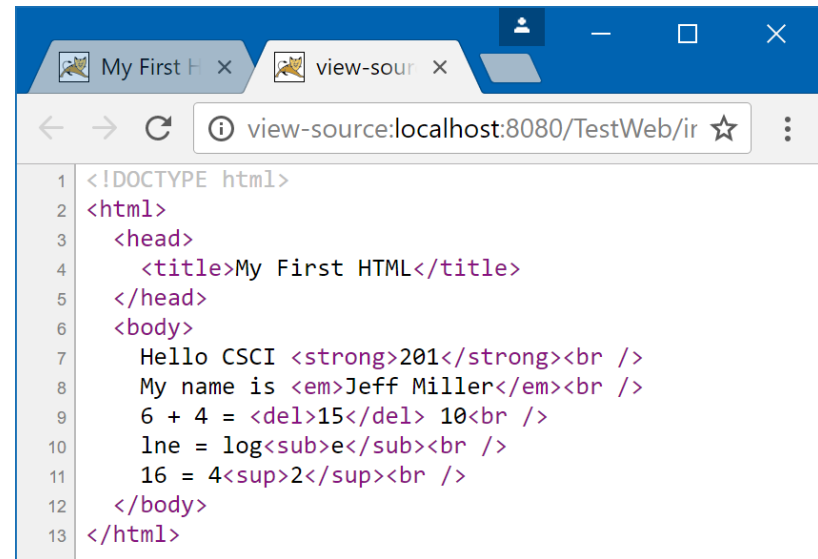 My First H
view-sour
view-source:localhost:8080/TestWeb/ir
1 <!DOCTYPE html>
2 <html>
3   <head>
4     <title>My First HTML</title>
5   </head>
6   <body>
7     Hello CSCI <strong>201</strong><br />
8     My name is <em>Jeff Miller</em><br />
9     6 + 4 = <del>15</del> 10<br />
10     lne = log<sub>e</sub><br />
11     16 = 4<sup>2</sup><br />
12   </body>
13 </html>